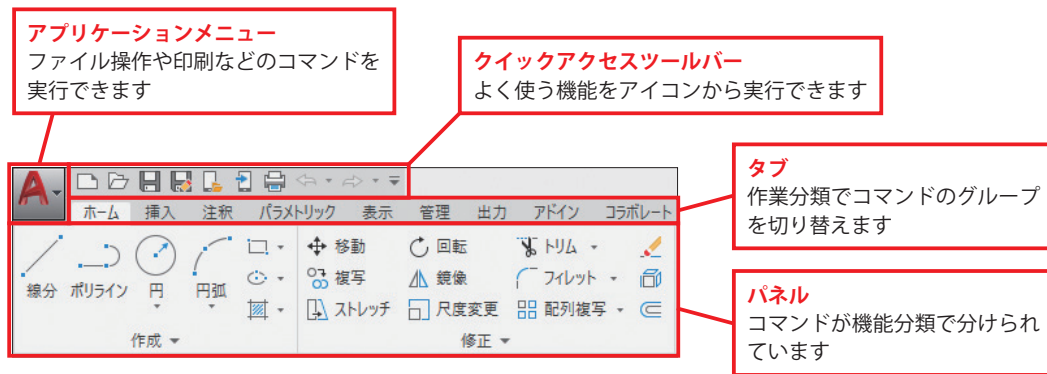 アプリケーションメニュー
ファイル操作や印刷などのコマンドを
実行できます
クイックアクセスツールバー
よく使う機能をアイコンから実行できます
タブ
作業分類でコマンドのグループ
を切り替えます
パネル
コマンドが機能分類で分けられ
ています
A
ホーム 挿入 注釈 パラメトリック 表示 管理 出力 アドイン コラボレート
移動 回転 トリム
複写 鏡像 フィレット
線分 ポリライン 円 円弧
ストレッチ 尺度変更 配列複写
作成 修正